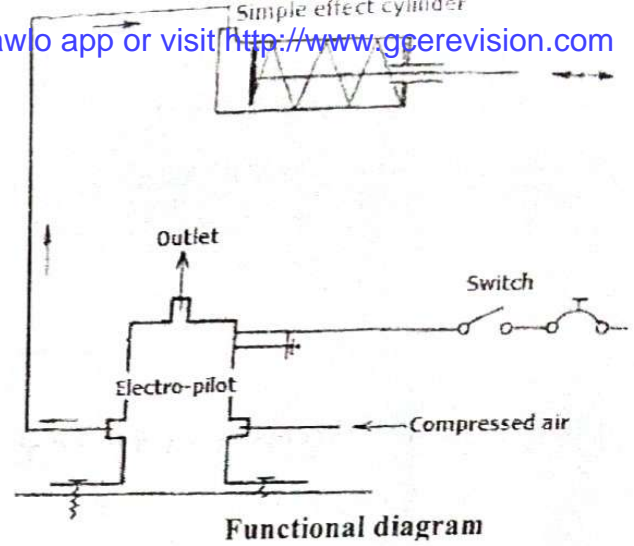 Simple effect cylinder
awlo app or visit http://www.gcerevision.com
Outlet
Switch
Electro-pilot
Compressed air
Functional diagram